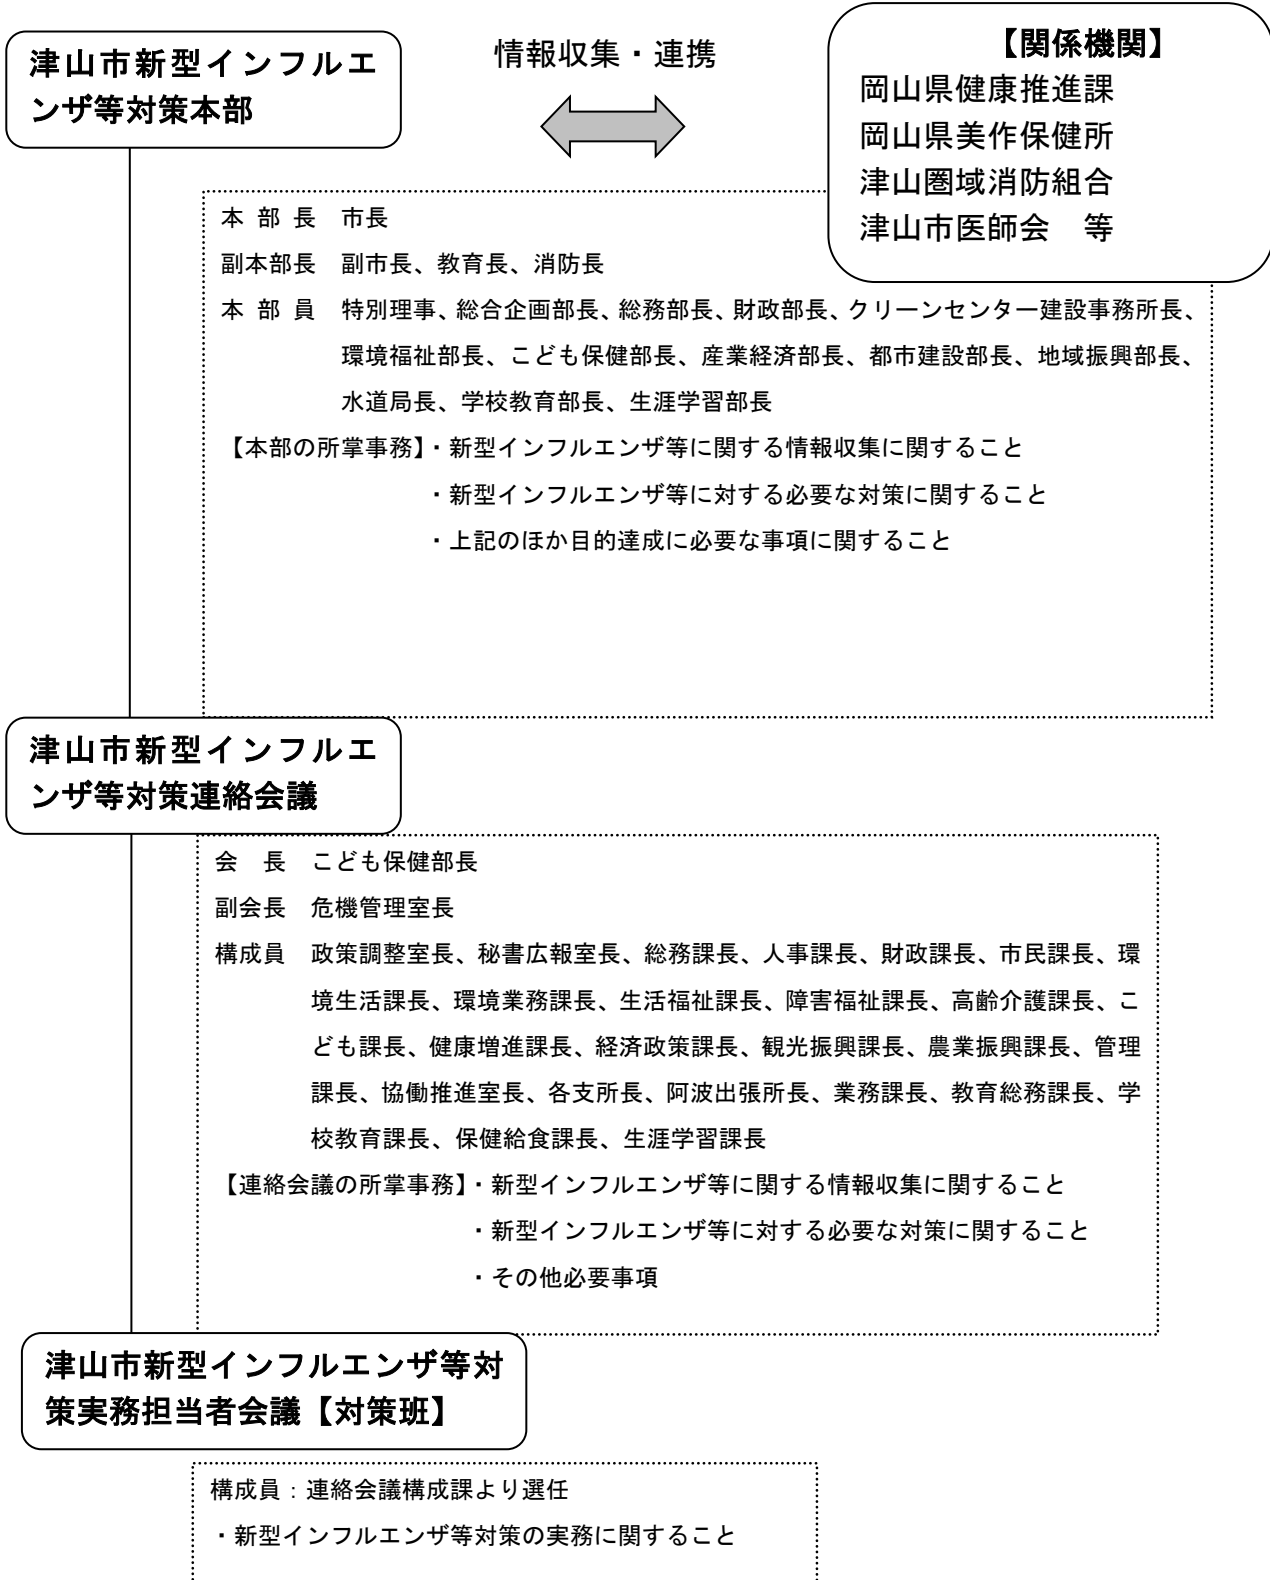 津山市新型インフルエ
ンザ等対策本部
情報収集・連携
【関係機関】
岡山県健康推進課
岡山県美作保健所
津山圏域消防組合
津山市医師会　等
本 部 長　市長
副本部長　副市長、教育長、消防長
本 部 員　特別理事、総合企画部長、総務部長、財政部長、クリーンセンター建設事務所長、
環境福祉部長、こども保健部長、産業経済部長、都市建設部長、地域振興部長、
水道局長、学校教育部長、生涯学習部長
【本部の所掌事務】・新型インフルエンザ等に関する情報収集に関すること
・新型インフルエンザ等に対する必要な対策に関すること
・上記のほか目的達成に必要な事項に関すること
津山市新型インフルエ
ンザ等対策連絡会議
会　長　こども保健部長
副会長　危機管理室長
構成員　政策調整室長、秘書広報室長、総務課長、人事課長、財政課長、市民課長、環
境生活課長、環境業務課長、生活福祉課長、障害福祉課長、高齢介護課長、こ
ども課長、健康増進課長、経済政策課長、観光振興課長、農業振興課長、管理
課長、協働推進室長、各支所長、阿波出張所長、業務課長、教育総務課長、学
校教育課長、保健給食課長、生涯学習課長
【連絡会議の所掌事務】・新型インフルエンザ等に関する情報収集に関すること
・新型インフルエンザ等に対する必要な対策に関すること
・その他必要事項
津山市新型インフルエンザ等対
策実務担当者会議【対策班】
構成員：連絡会議構成課より選任
・新型インフルエンザ等対策の実務に関すること